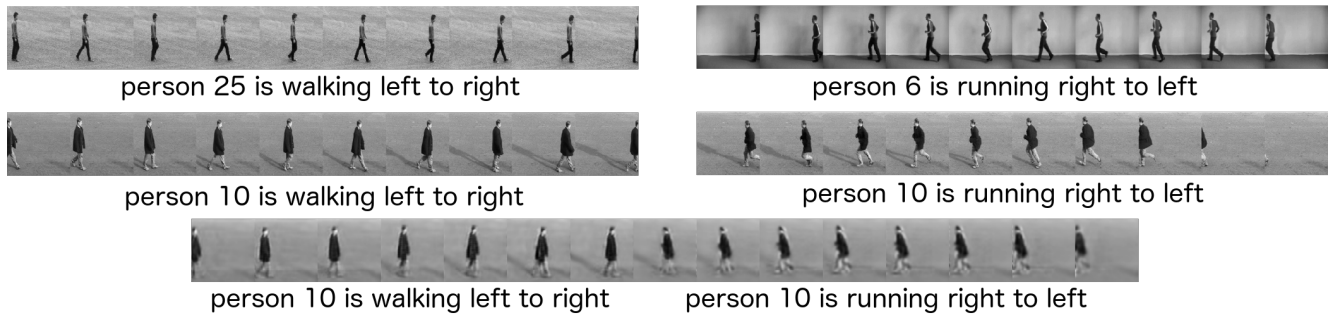 person 25 is walking left to right
person 6 is running right to left
person 10 is walking left to right
person 10 is running right to left
person 10 is walking left to right
person 10 is running right to left